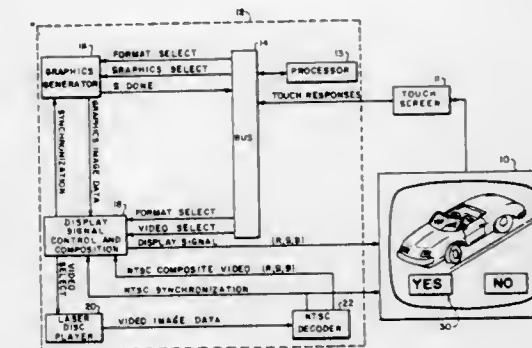 12
16
14
FORMAT SELECT
GRAPHICS GENERATOR
GRAPHICS SELECT
PROCESSOR
13
S DONE
TOUCH RESPONSES
TOUCH SCREEN
11
BUS
SYNCHRONIZATION
GRAPHICS IMAGE DATA
10
18
FORMAT SELECT
VIDEO SELECT
DISPLAY SIGNAL CONTROL AND COMPOSITION
DISPLAY SIGNAL (R,G,B)
NTSC COMPOSITE VIDEO (R,G,B)
VIDEO SELECT
NTSC SYNCHRONIZATION
YES
NO
20
22
LASER DISC PLAYER
VIDEO IMAGE DATA
NTSC DECODER
30